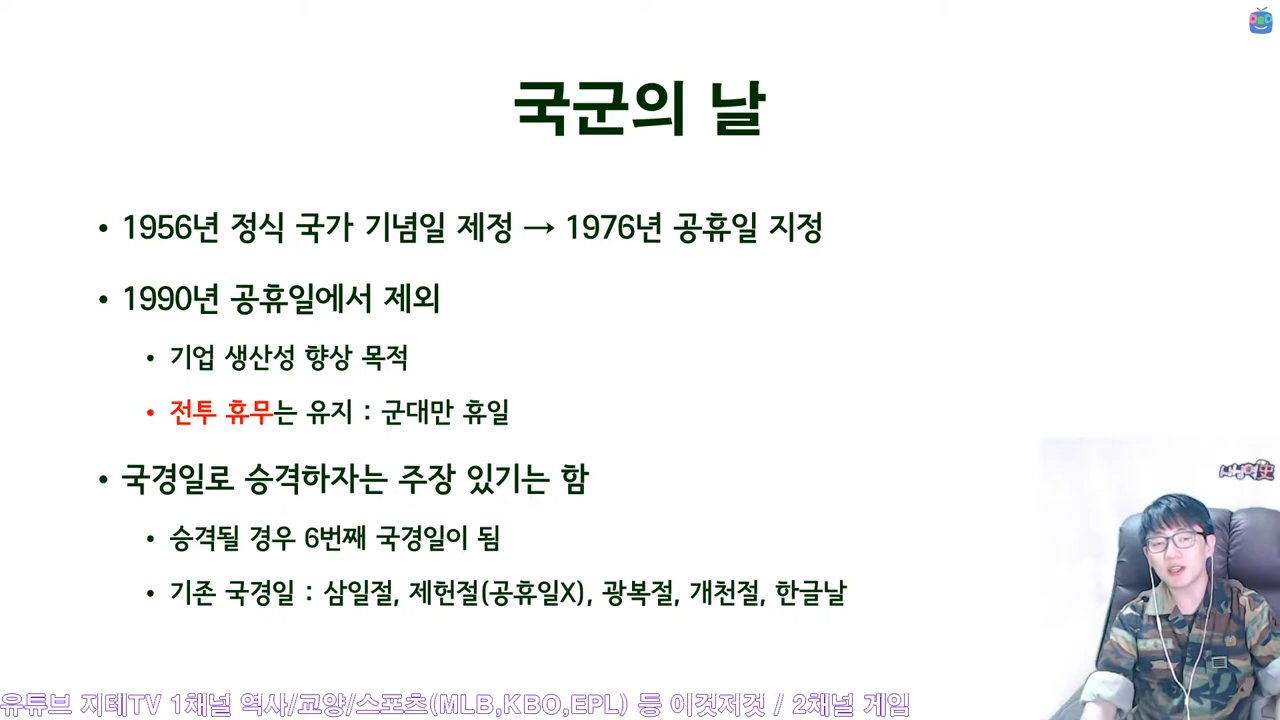 국군의 날
• 1956년 정식 국가 기념일 제정 → 1976년 공휴일 지정
• 1990년 공휴일에서 제외
• 기업 생산성 향상 목적
• 전투 휴무는 유지 : 군대만 휴일
• 국경일로 승격하자는 주장 있기는 함
• 승격될 경우 6번째 국경일이 됨
• 기존 국경일 : 삼일절, 제헌절(공휴일X), 광복절, 개천절, 한글날
유튜브 지테TV 1채널 역사/교양/스포츠(MLB,KBO,EPL) 등 이것저것 / 2채널 게임